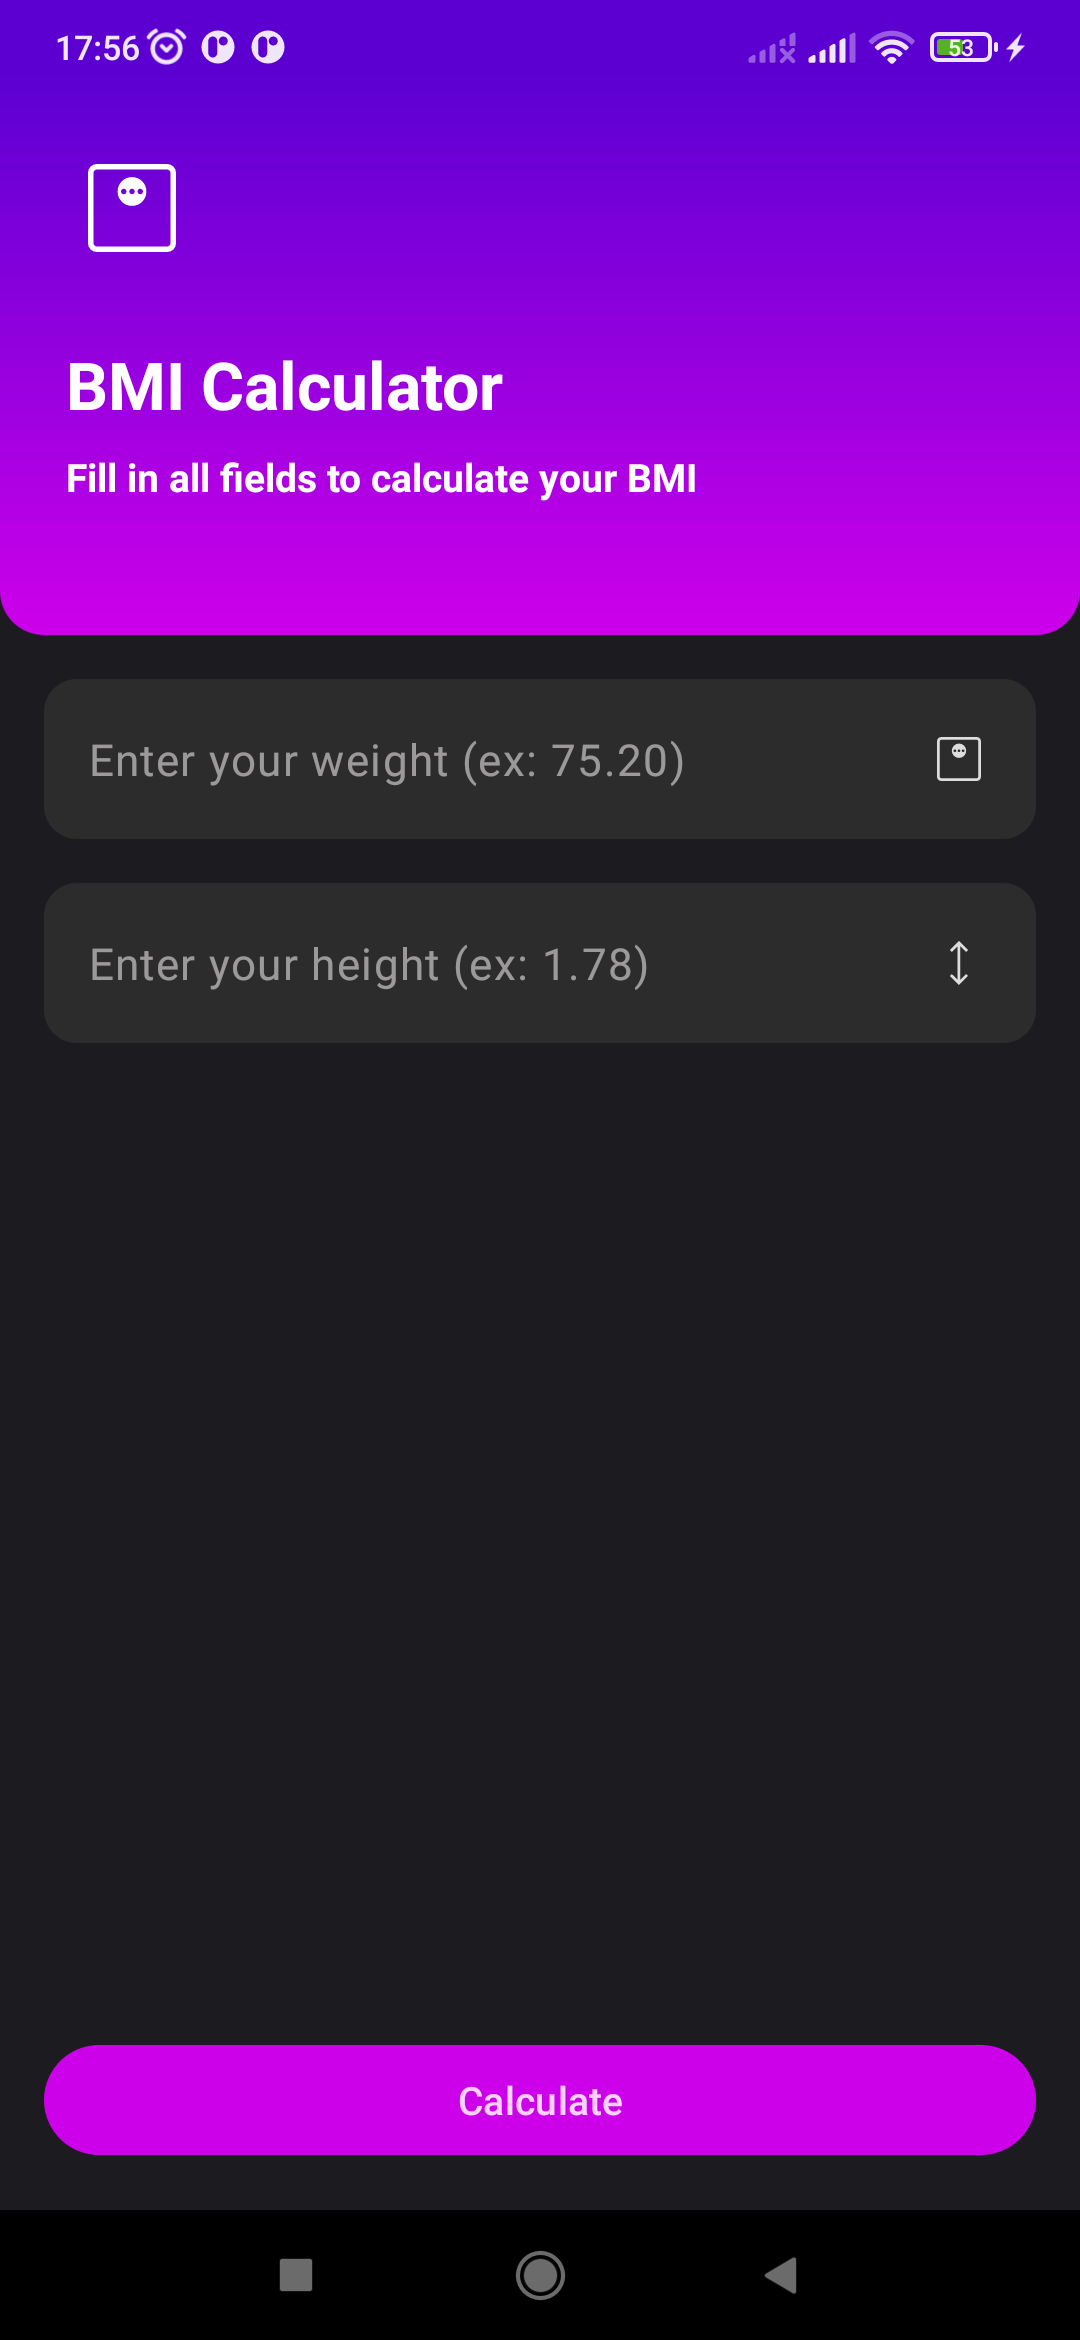 17:56
53
BMI Calculator
Fill in all fields to calculate your BMI
Enter your weight (ex: 75.20)
Enter your height (ex: 1.78)
Calculate